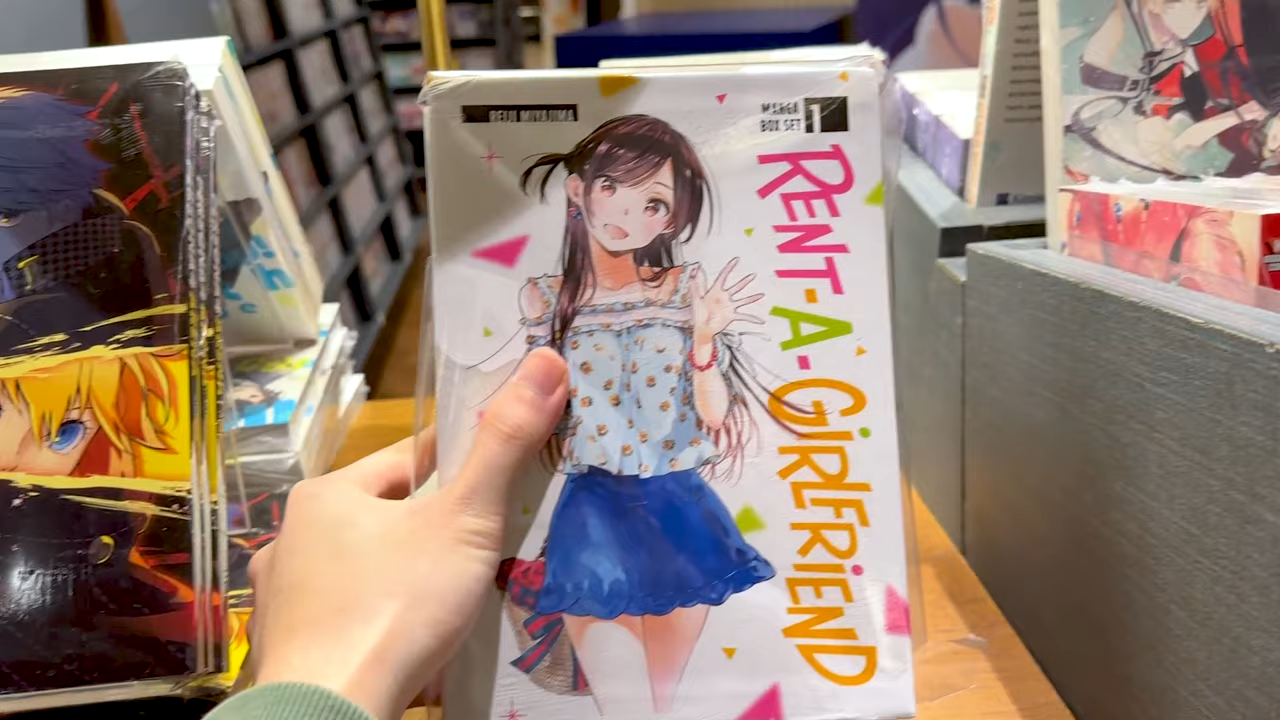 REIJI MIYAJIMA
MANGA
BOX SET
1
RENT-A-GIRLFRIEND